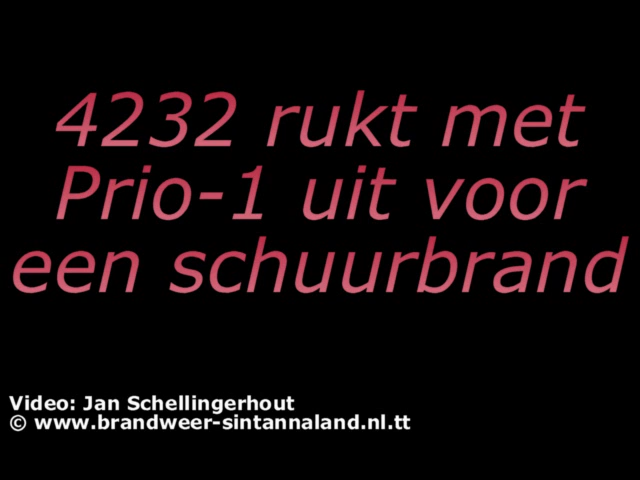 4232 rukt met
Prio-1 uit voor
een schuurbrand
Video: Jan Schellingerhout
© www.brandweer-sintannaland.nl.tt